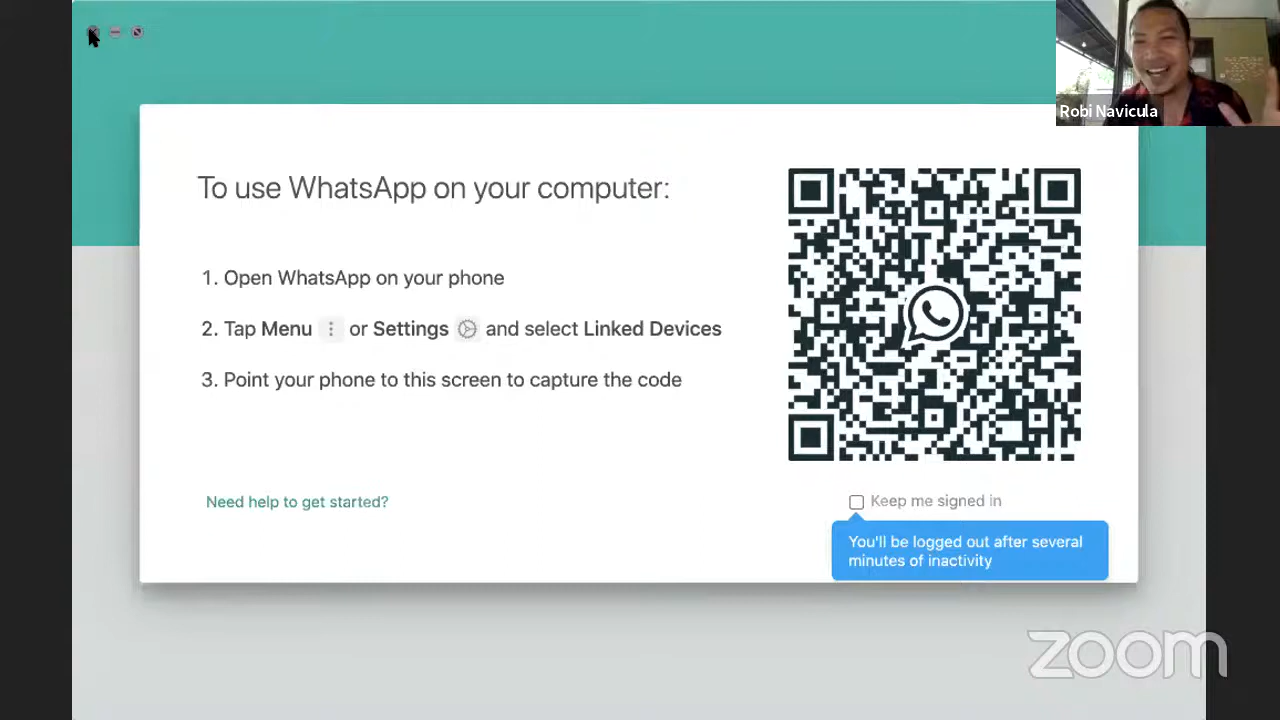 Robi Navicula
To use WhatsApp on your computer:
1. Open WhatsApp on your phone
2. Tap Menu or Settings and select Linked Devices
3. Point your phone to this screen to capture the code
Need help to get started?
Keep me signed in
You'll be logged out after several
minutes of inactivity
zoom